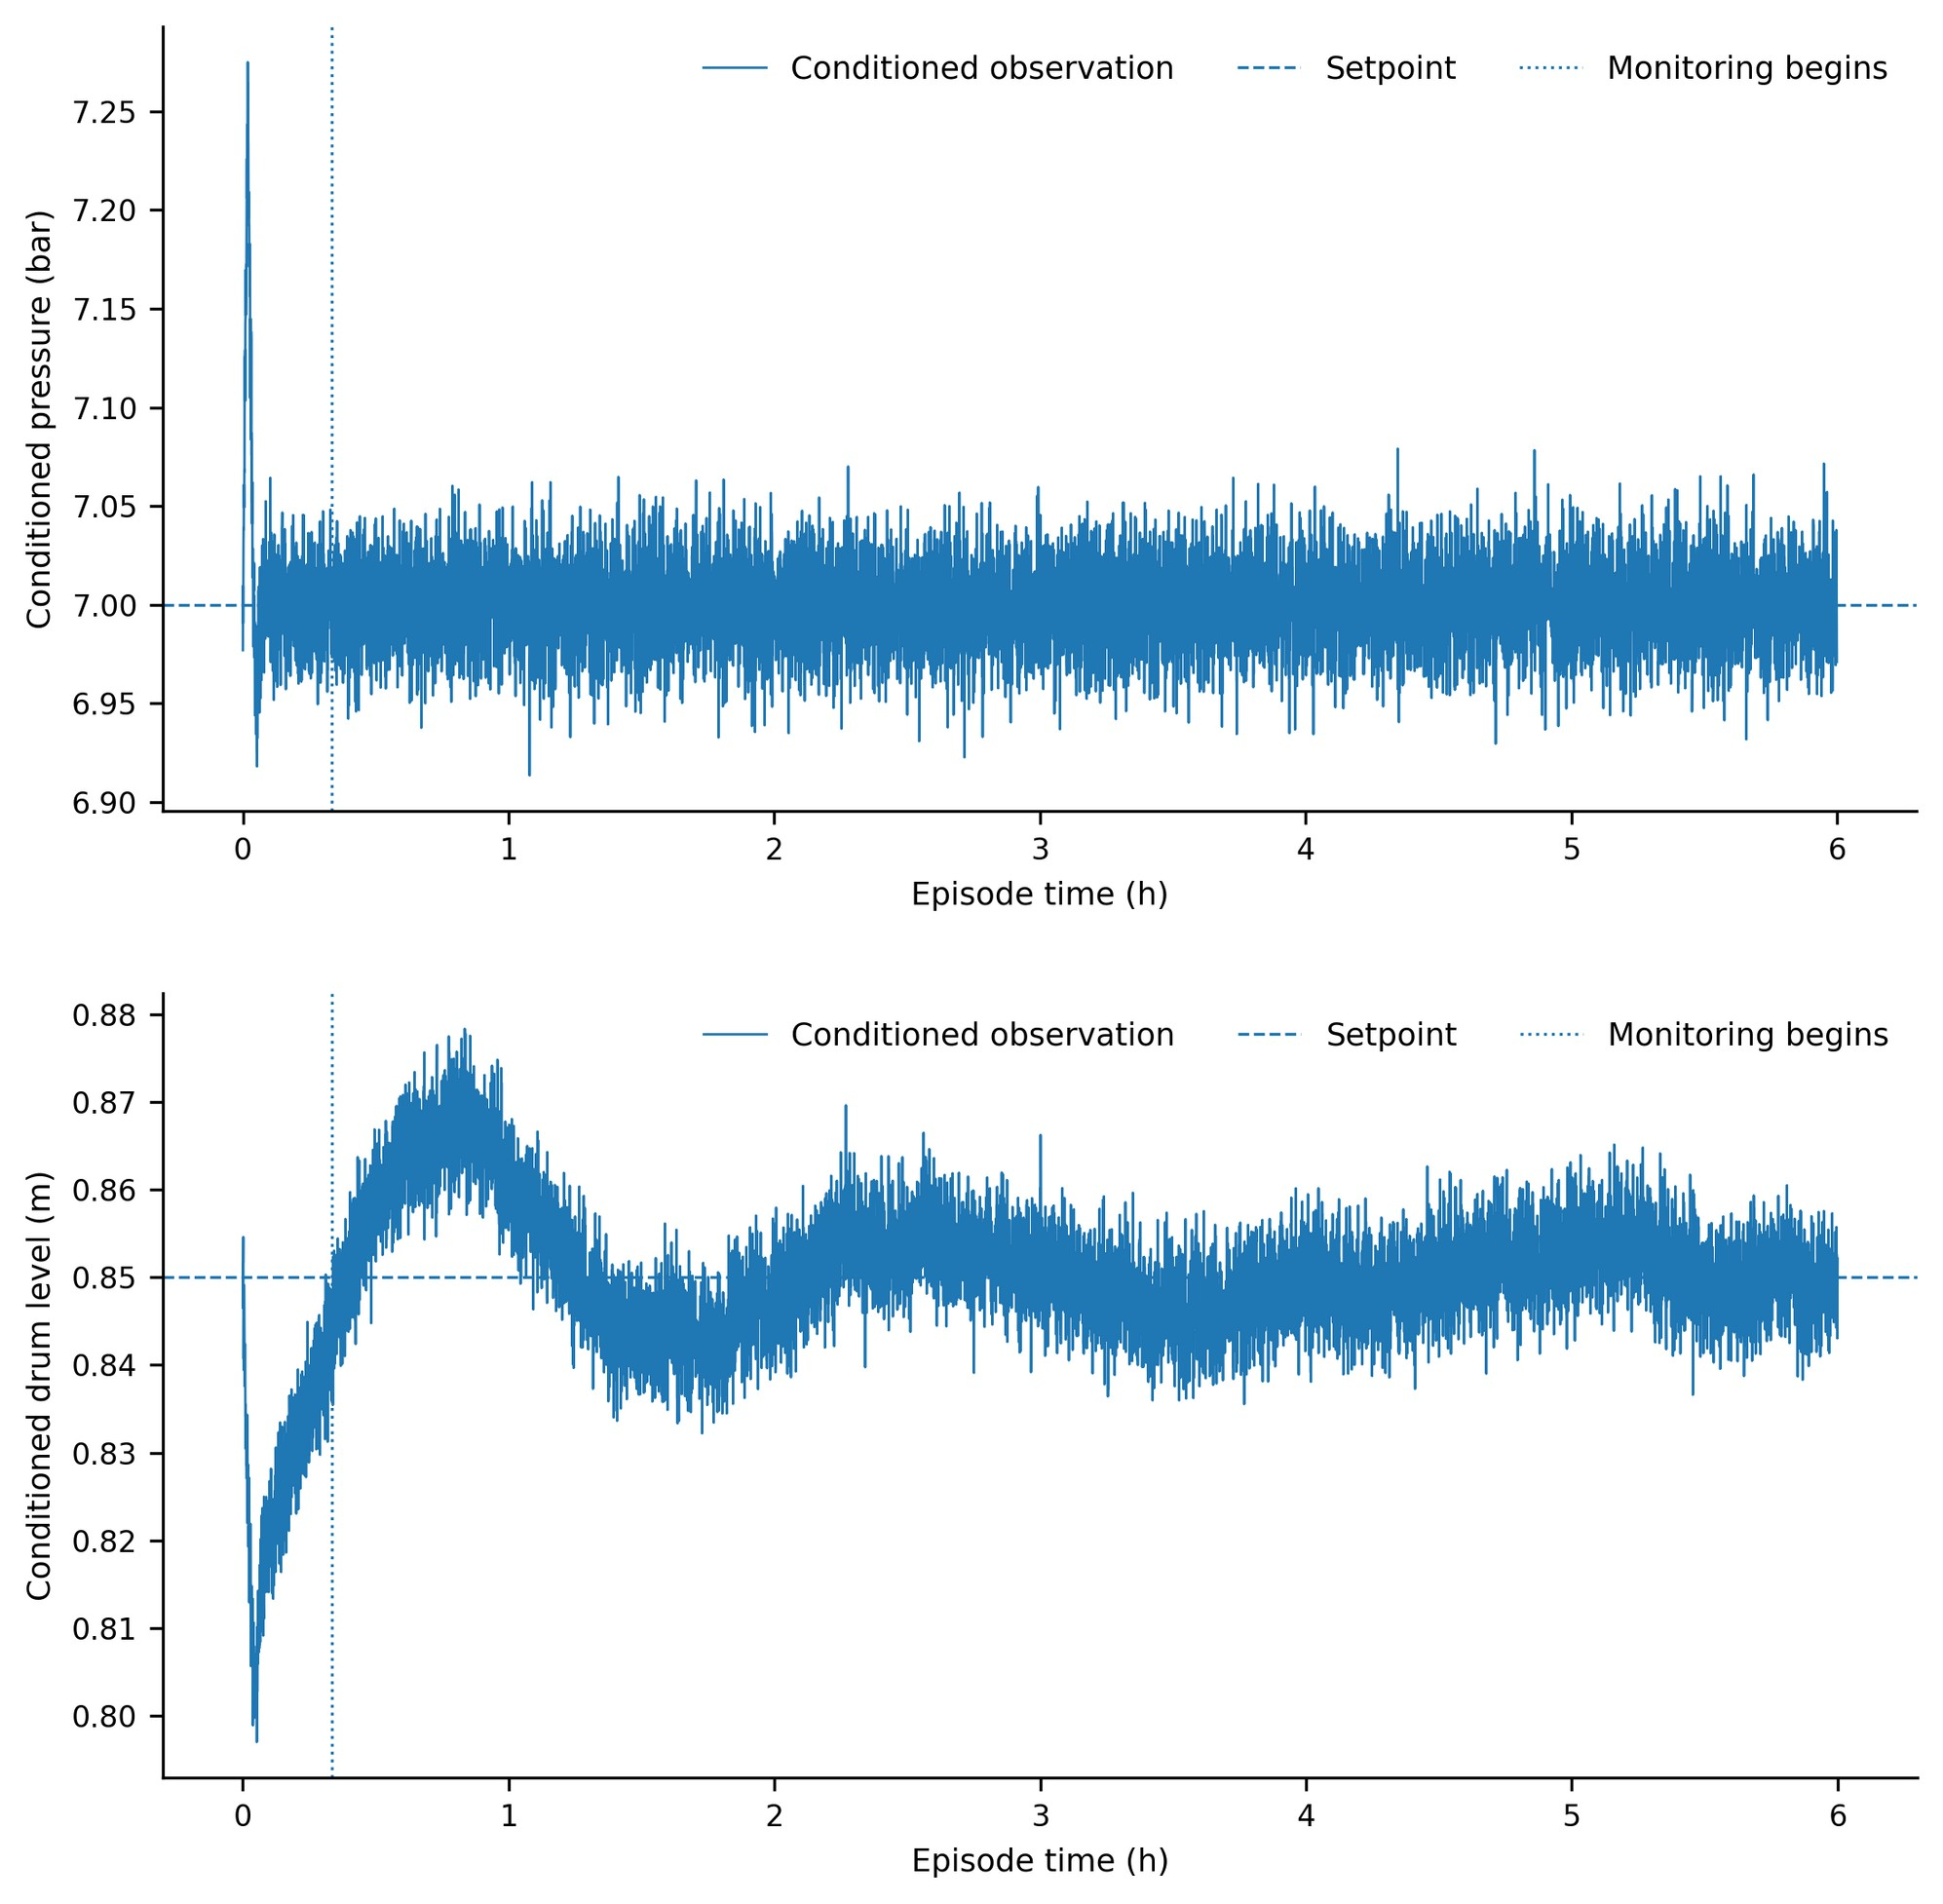 Conditioned observation Setpoint Monitoring begins
Conditioned pressure (bar)
7.25
7.20
7.15
7.10
7.05
7.00
6.95
6.90
0 1 2 3 4 5 6
Episode time (h)
Conditioned observation Setpoint Monitoring begins
Conditioned drum level (m)
0.88
0.87
0.86
0.85
0.84
0.83
0.82
0.81
0.80
0 1 2 3 4 5 6
Episode time (h)